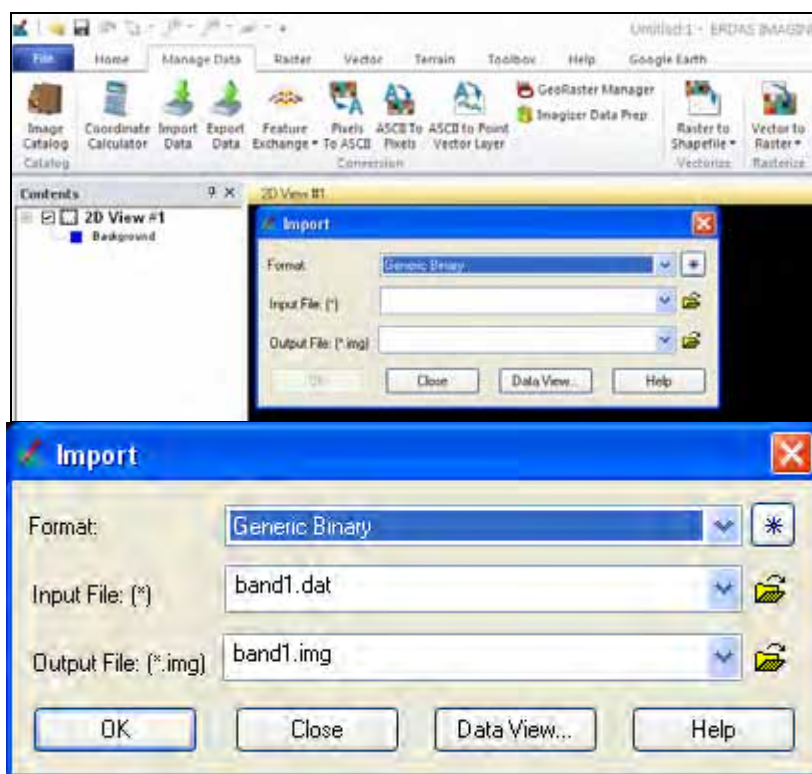 Untitled:1 - ERDAS IMAGIN
File Home Manage Data Raster Vector Terrain Toolbox Help Google Earth
GeoRaster Manager
Imagizer Data Prep
Image Coordinate Import Export Feature Pixels ASCII To ASCII to Point Raster to Vector to
Catalog Calculator Data Data Exchange To ASCII Pixels Vector Layer Shapefile Raster
Catalog Conversion Vectorize Rasterize
Contents
2D View #1
2D View #1
Background
Import
Format: Generic Binary
Input File: (*)
Output File: (*.img)
OK Close Data View... Help
Import
Format: Generic Binary
Input File: (*) band1.dat
Output File: (*.img) band1.img
OK Close Data View... Help